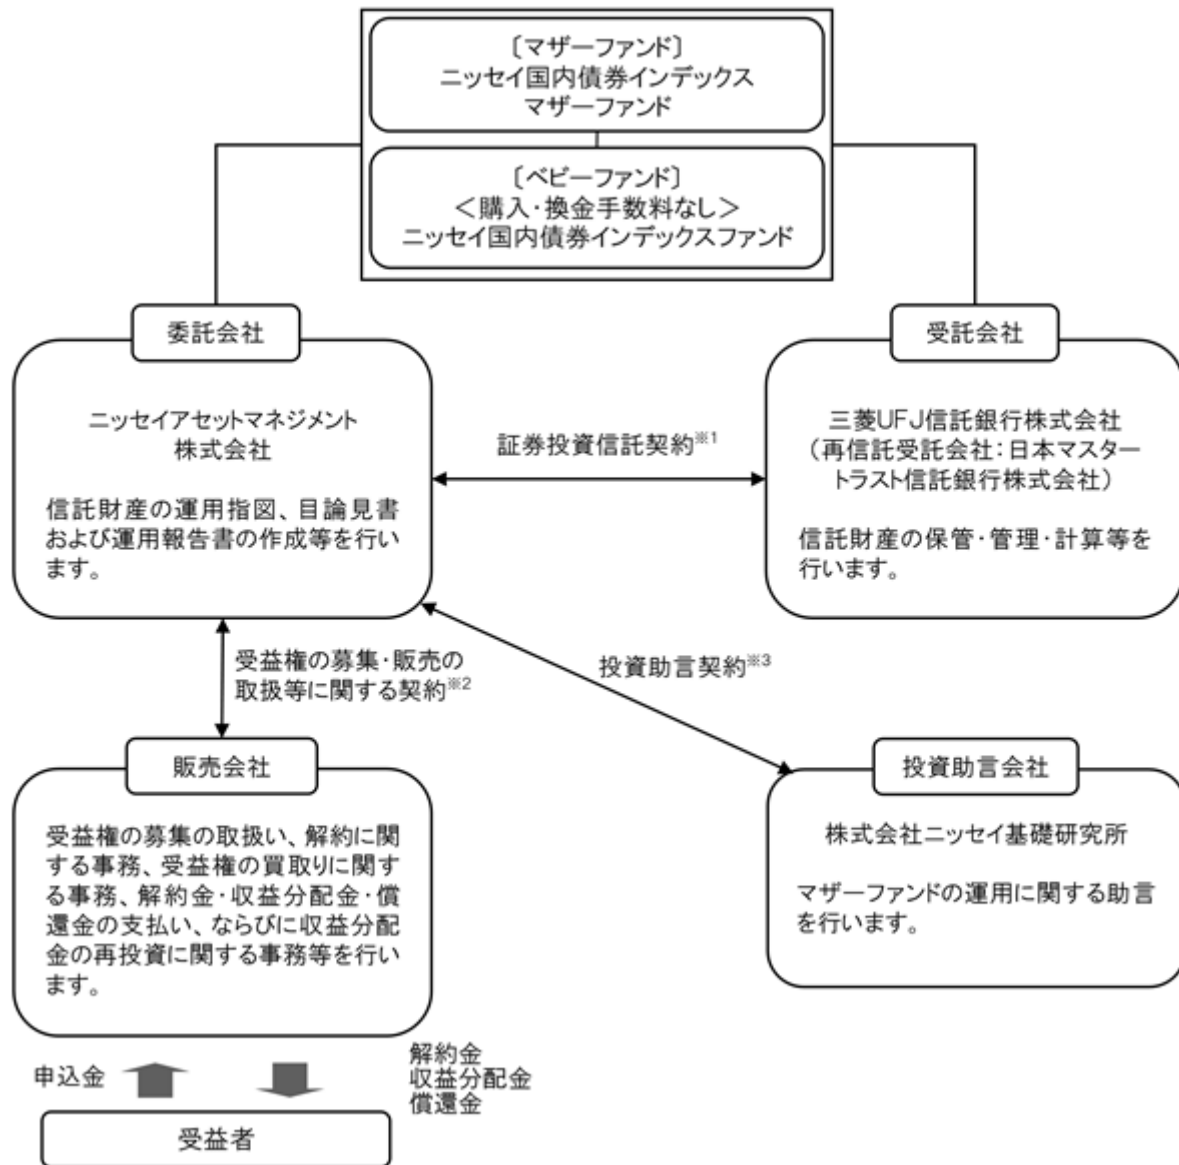 〔マザーファンド〕
ニッセイ国内債券インデックス
マザーファンド
〔ベビーファンド〕
＜購入・換金手数料なし＞
ニッセイ国内債券インデックスファンド
委託会社
ニッセイアセットマネジメント
株式会社
信託財産の運用指図、目論見書
および運用報告書の作成等を行い
ます。
証券投資信託契約※1
受託会社
三菱UFJ信託銀行株式会社
（再信託受託会社：日本マスター
トラスト信託銀行株式会社）
信託財産の保管・管理・計算等を
行います。
受益権の募集・販売の
取扱等に関する契約※2
投資助言契約※3
販売会社
受益権の募集の取扱い、解約に関
する事務、受益権の買取りに関す
る事務、解約金・収益分配金・償
還金の支払い、ならびに収益分配
金の再投資に関する事務等を行い
ます。
投資助言会社
株式会社ニッセイ基礎研究所
マザーファンドの運用に関する助言
を行います。
申込金
解約金
収益分配金
償還金
受益者